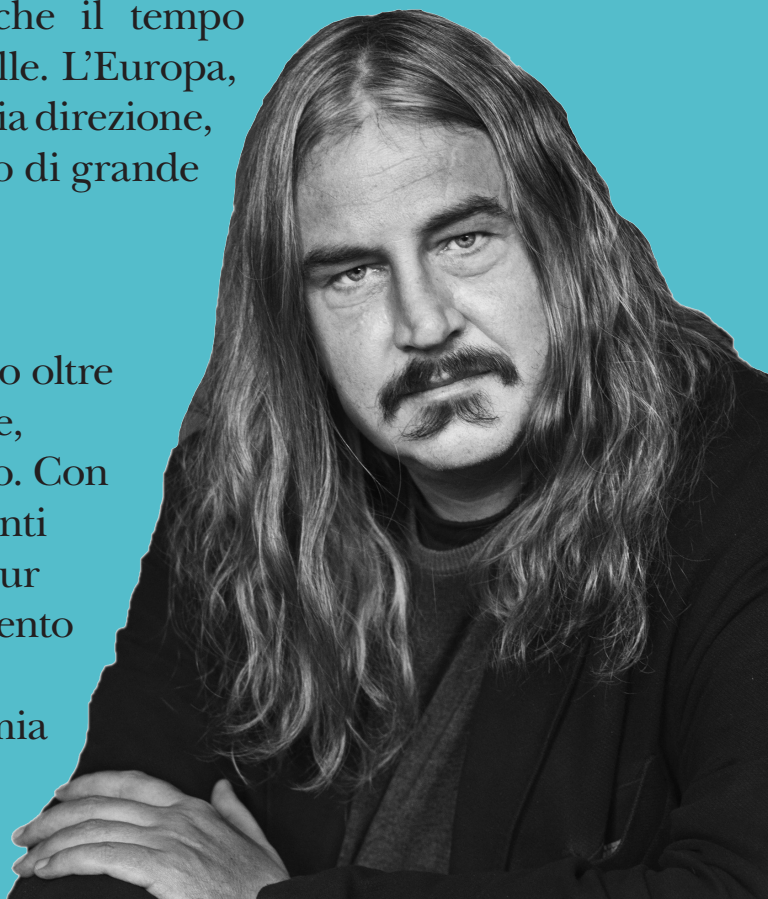 che il tempo
lle. L’Europa,
ia direzione,
o di grande
o oltre
e,
o. Con
nti
ur
ento
nia